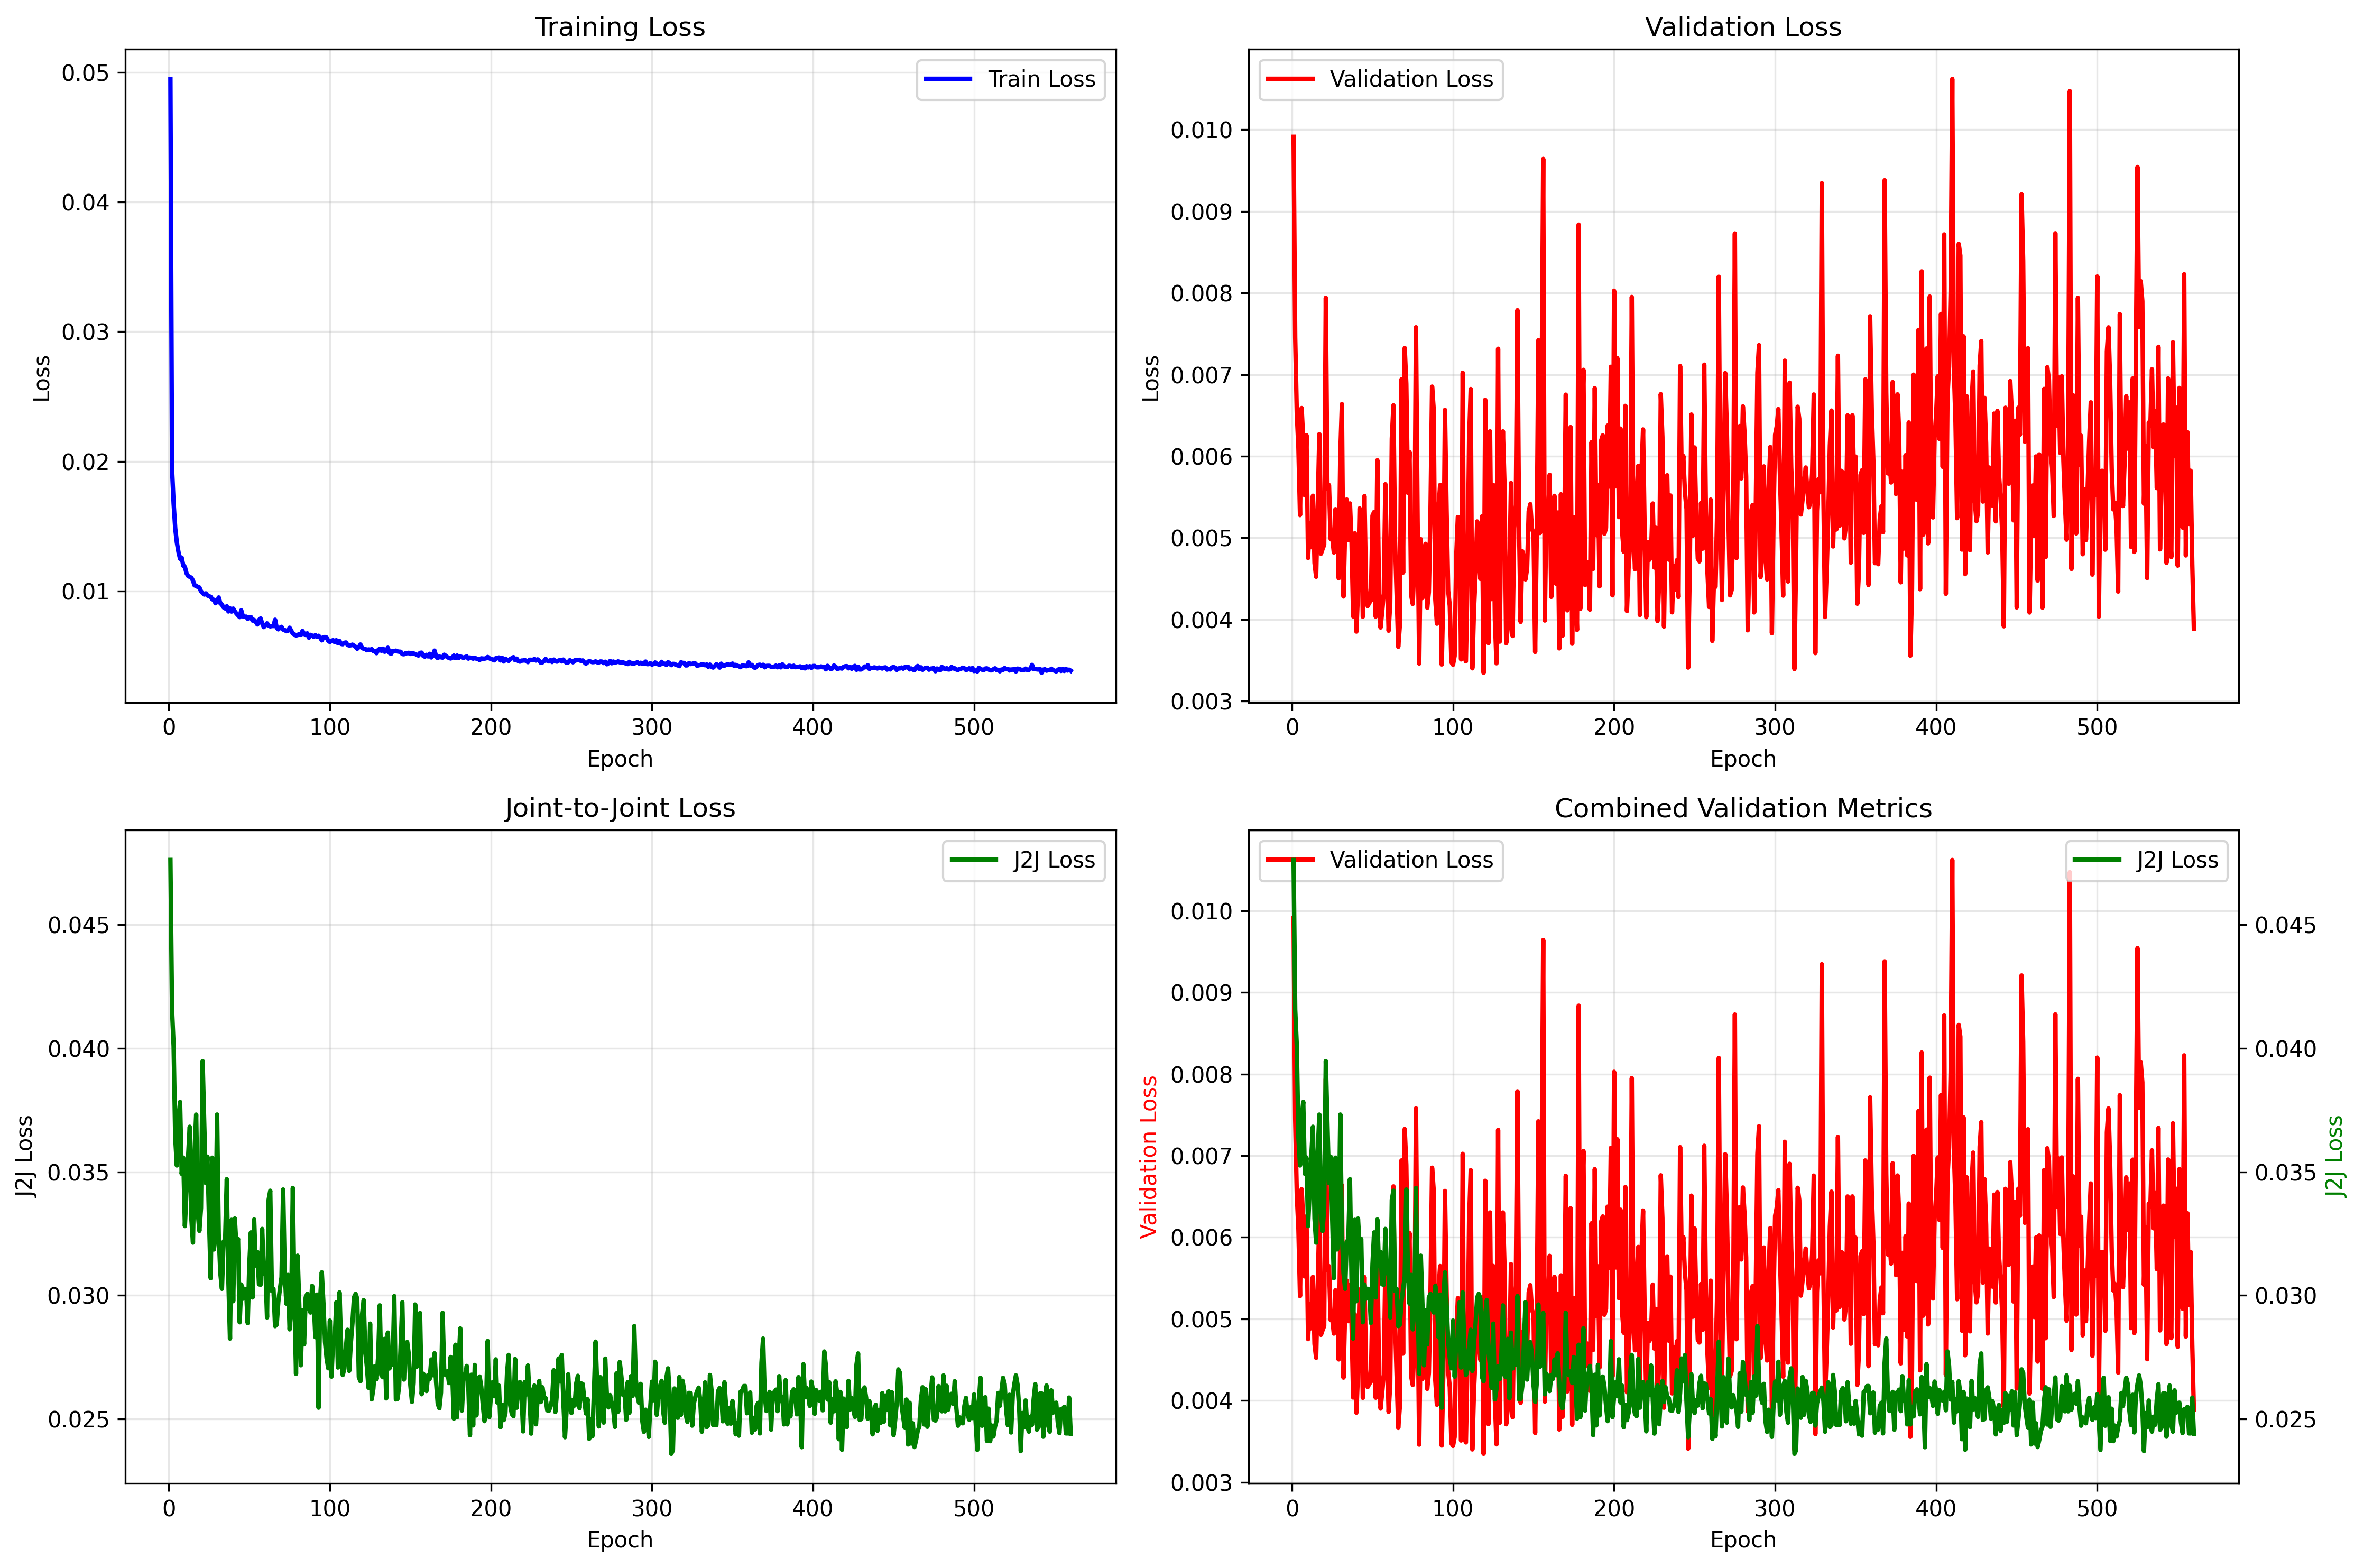 Training Loss
Train Loss
0.05
0.04
0.03
0.02
0.01
Loss
0 100 200 300 400 500
Epoch
Validation Loss
Validation Loss
0.010
0.009
0.008
0.007
0.006
0.005
0.004
0.003
Loss
0 100 200 300 400 500
Epoch
Joint-to-Joint Loss
J2J Loss
0.045
0.040
0.035
0.030
0.025
J2J Loss
0 100 200 300 400 500
Epoch
Combined Validation Metrics
Validation Loss
J2J Loss
0.010
0.009
0.008
0.007
0.006
0.005
0.004
0.003
Validation Loss
0.045
0.040
0.035
0.030
0.025
J2J Loss
0 100 200 300 400 500
Epoch